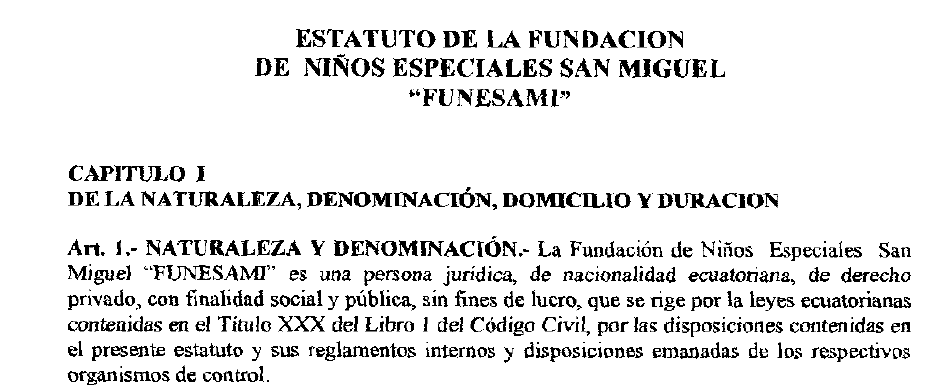 ESTATUTO DE LA FUNDACION
DE NIÑOS ESPECIALES SAN MIGUEL
“FUNESAMI”
CAPITULO I
DE LA NATURALEZA, DENOMINACIÓN, DOMICILIO Y DURACION
Art. 1.- NATURALEZA Y DENOMINACIÓN.- La Fundación de Niños Especiales San
Miguel “FUNESAMI” es una persona jurídica, de nacionalidad ecuatoriana, de derecho
privado, con finalidad social y pública, sin fines de lucro, que se rige por la leyes ecuatorianas
contenidas en el Título XXX del Libro 1 del Código Civil, por las disposiciones contenidas en
el presente estatuto y sus reglamentos internos y disposiciones emanadas de los respectivos
organismos de control.